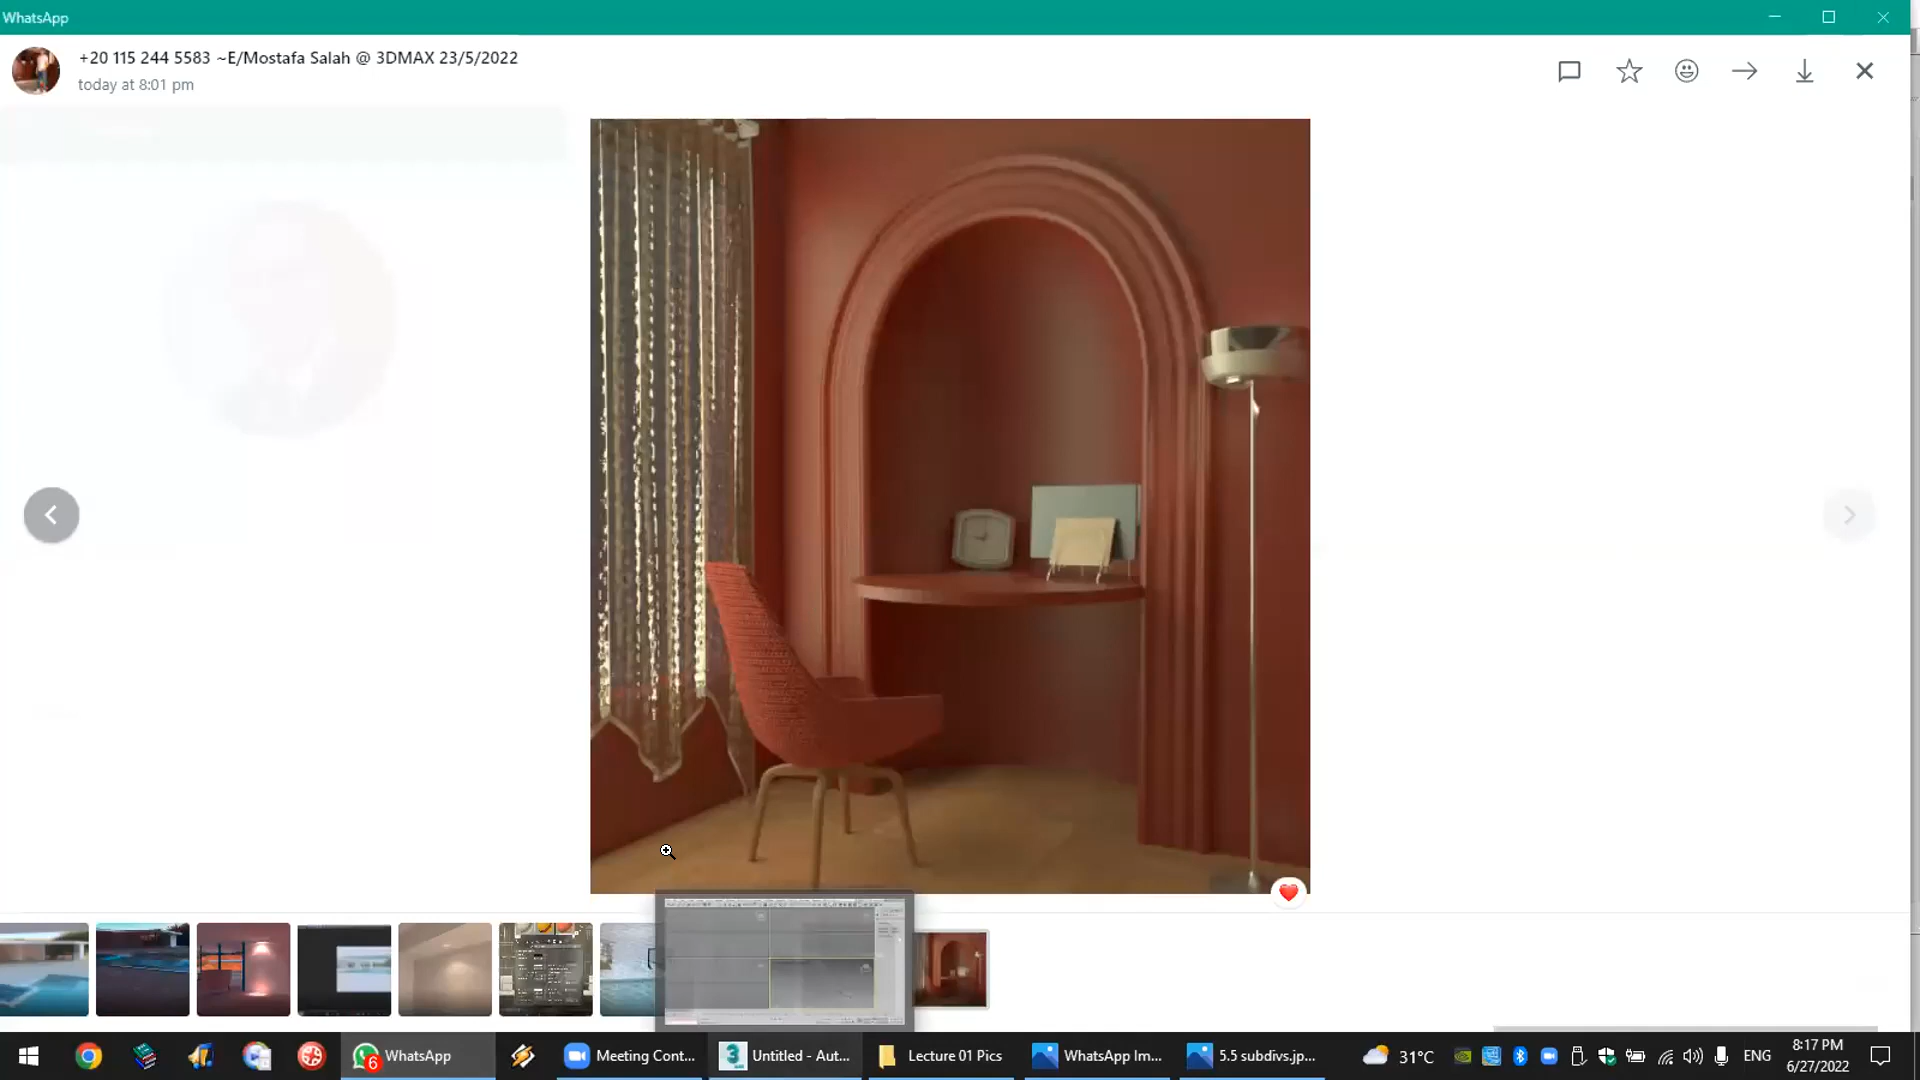 WhatsApp
+20 115 244 5583 ~E/Mostafa Salah @ 3DMAX 23/5/2022
today at 8:01 pm
WhatsApp
6
Meeting Cont...
Untitled - Aut...
Lecture 01 Pics
WhatsApp Im...
5.5 subdivs.jp...
31°C
ENG
8:17 PM
6/27/2022